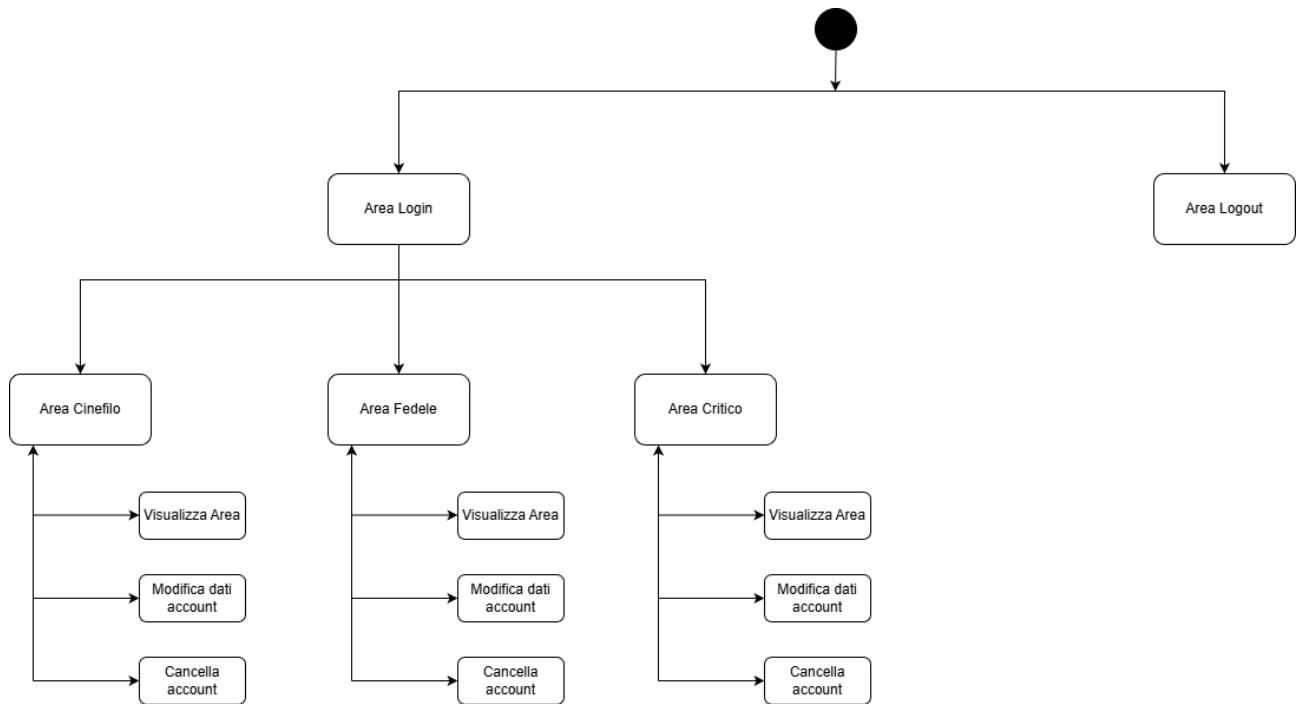 Area Login
Area Logout
Area Cinefilo
Area Fedele
Area Critico
Visualizza Area
Visualizza Area
Visualizza Area
Modifica dati
account
Modifica dati
account
Modifica dati
account
Cancella
account
Cancella
account
Cancella
account